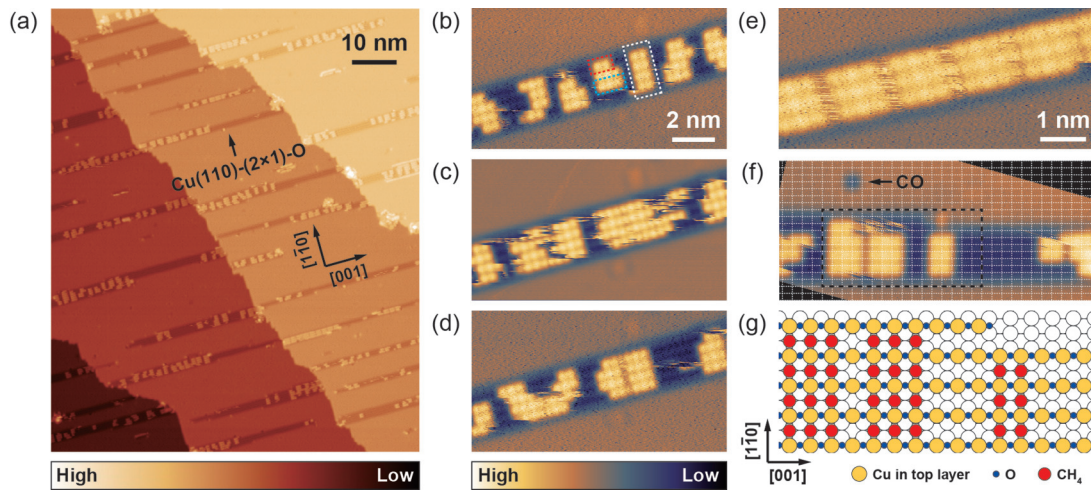 (a)
10 nm
Cu(110)-(2×1)-O
[11̅0]
[001]
High
Low
(b)
2 nm
(c)
(d)
High
Low
(e)
1 nm
(f)
CO
(g)
[11̅0]
[001]
Cu in top layer
O
CH₄